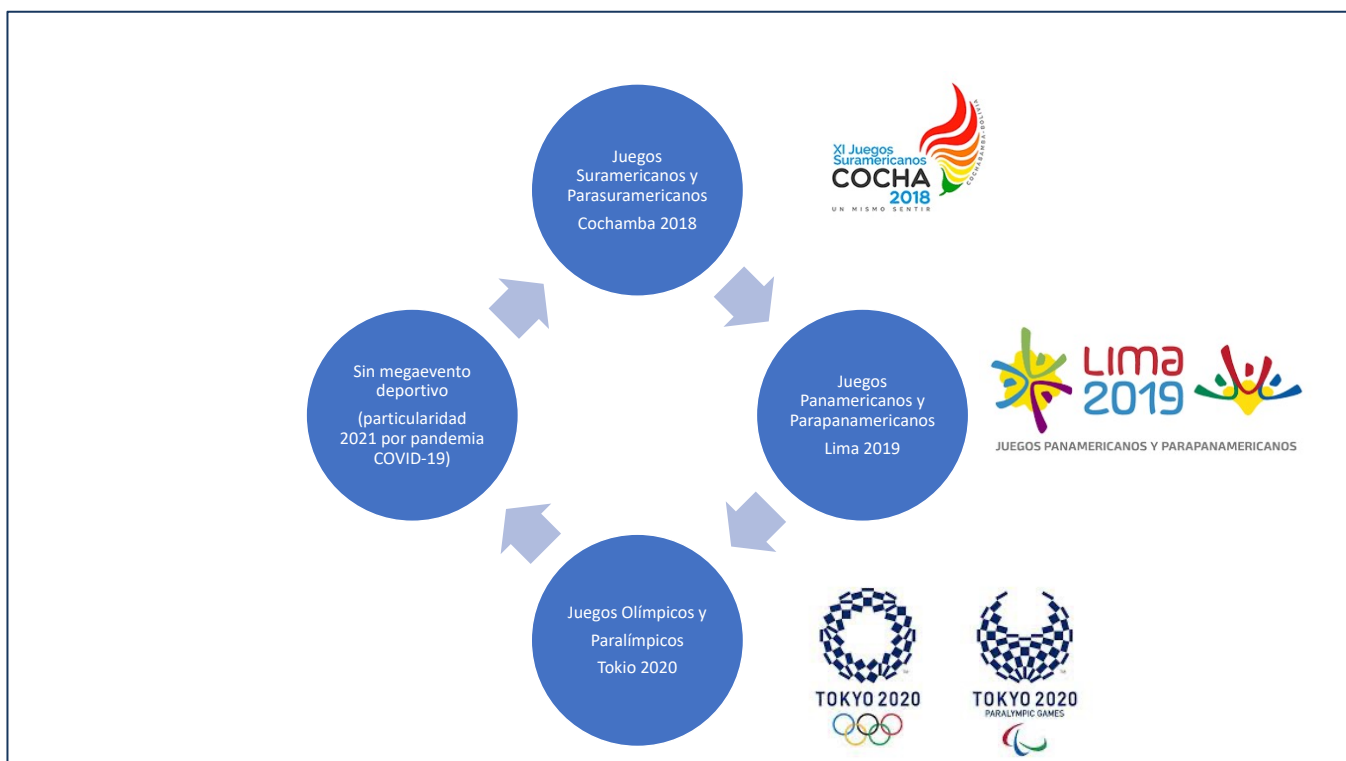 Juegos
Suramericanos y
Parasuramericanos
Cochamba 2018
XI Juegos
Suramericanos
COCHA
2018
UN MISMO SENTIR
COCHABAMBA-BOLIVIA
Sin megaevento
deportivo
(particularidad
2021 por pandemia
COVID-19)
Juegos
Panamericanos y
Parapanamericanos
Lima 2019
LIMA
2019
JUEGOS PANAMERICANOS Y PARAPANAMERICANOS
Juegos Olímpicos y
Paralímpicos
Tokio 2020
TOKYO 2020
TOKYO 2020
PARALYMPIC GAMES